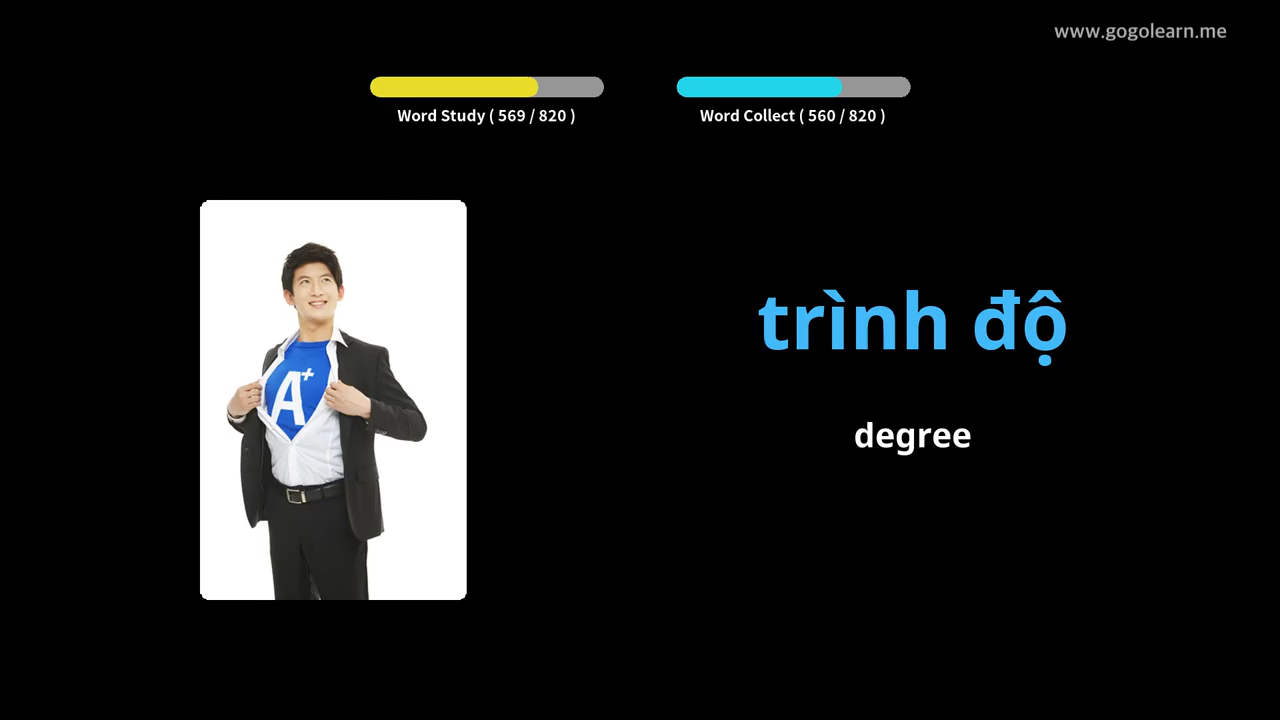 www.gogolearn.me
Word Study ( 569 / 820 )
Word Collect ( 560 / 820 )
A+
trình độ
degree